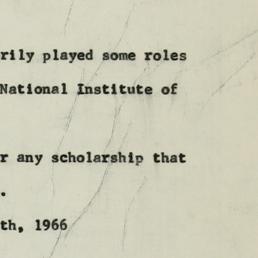 rily played some roles
National Institute of
r any scholarship that
.
th, 1966